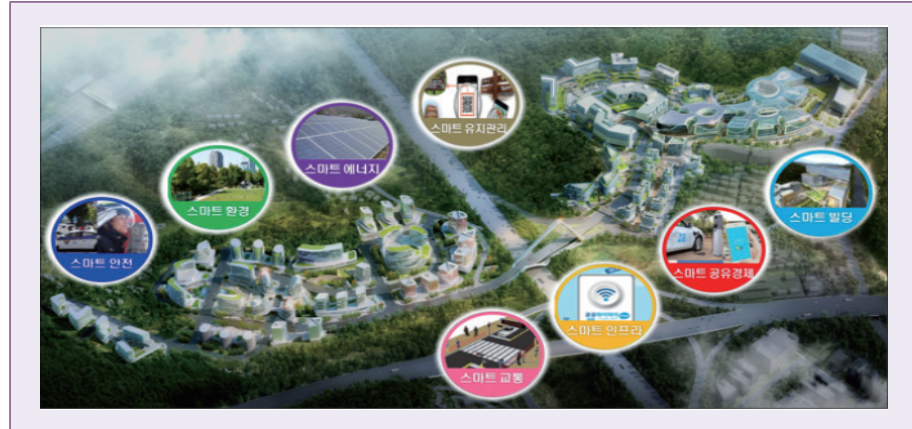 스마트 유지관리
스마트 에너지
스마트 환경
스마트 빌딩
스마트 안전
스마트 공유경제
스마트 인프라
스마트 교통